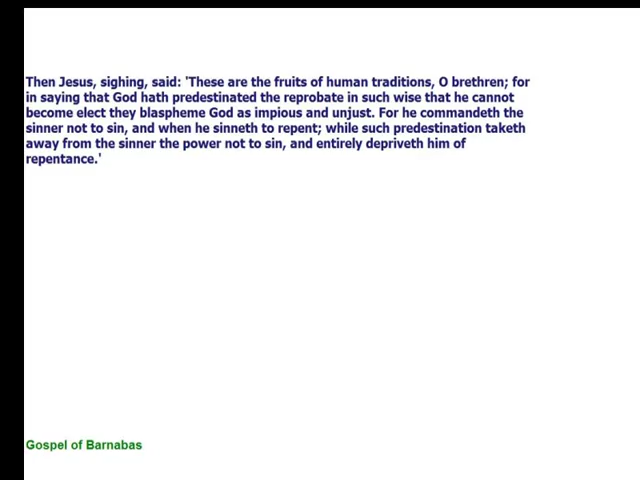 Then Jesus, sighing, said: 'These are the fruits of human traditions, O brethren; for
in saying that God hath predestinated the reprobate in such wise that he cannot
become elect they blaspheme God as impious and unjust. For he commandeth the
sinner not to sin, and when he sinneth to repent; while such predestination taketh
away from the sinner the power not to sin, and entirely depriveth him of
repentance.'
Gospel of Barnabas